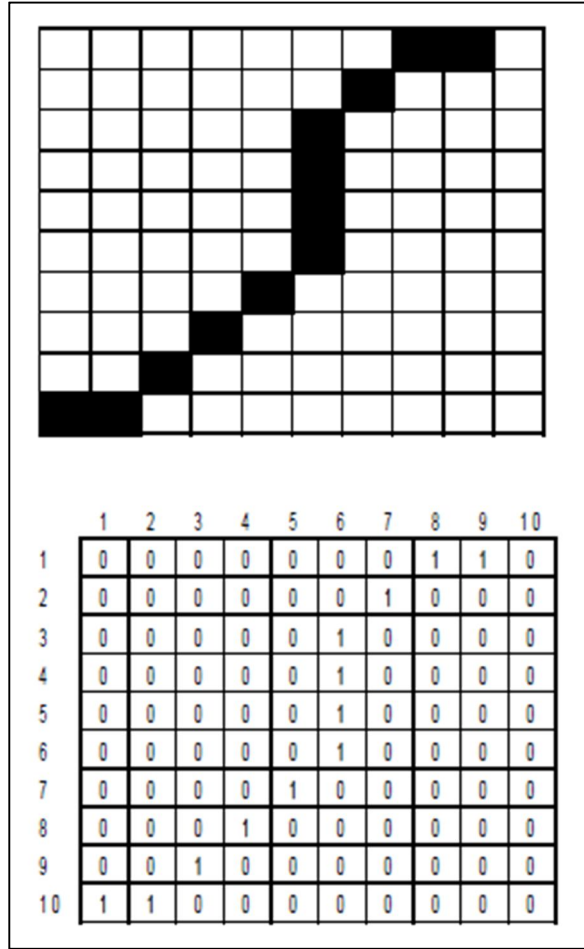 1 2 3 4 5 6 7 8 9 10
1 0 0 0 0 0 0 0 1 1 0
2 0 0 0 0 0 0 1 0 0 0
3 0 0 0 0 0 1 0 0 0 0
4 0 0 0 0 0 1 0 0 0 0
5 0 0 0 0 0 1 0 0 0 0
6 0 0 0 0 0 1 0 0 0 0
7 0 0 0 0 1 0 0 0 0 0
8 0 0 0 1 0 0 0 0 0 0
9 0 0 1 0 0 0 0 0 0 0
10 1 1 0 0 0 0 0 0 0 0